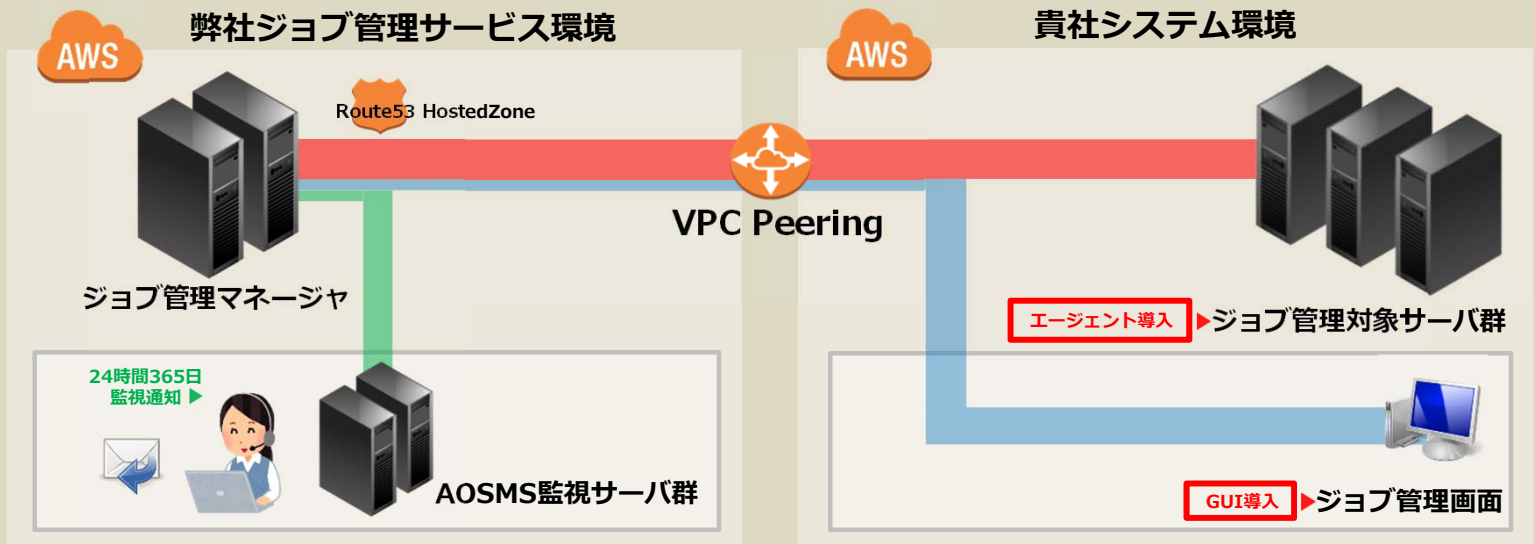 弊社ジョブ管理サービス環境
貴社システム環境
AWS
AWS
Route53 HostedZone
VPC Peering
ジョブ管理マネージャ
エージェント導入
ジョブ管理対象サーバ群
24時間365日
監視通知
AOSMS監視サーバ群
GUI導入
ジョブ管理画面